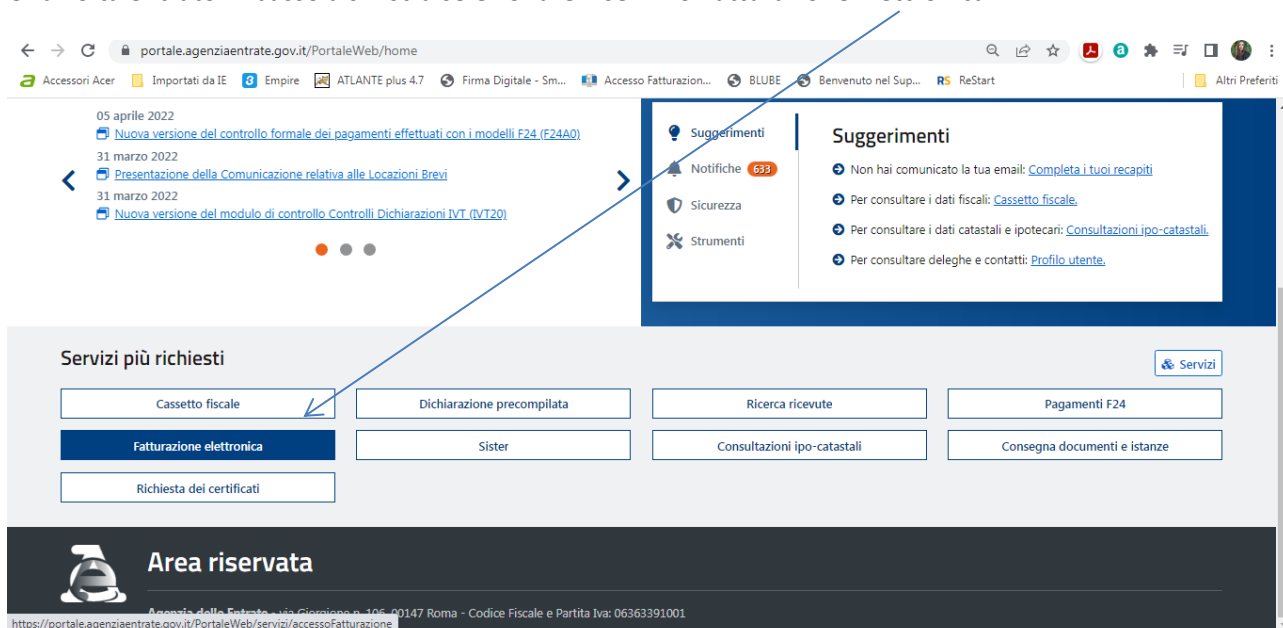 portale.agenziaentrate.gov.it/PortaleWeb/home
Accessori Acer Importati da IE Empire ATLANTE plus 4.7 Firma Digitale - Sm... Accesso Fatturazion... BLUBE Benvenuto nel Sup... RS ReStart Altri Preferiti
05 aprile 2022
Nuova versione del controllo formale dei pagamenti effettuati con i modelli F24 (F24A0)
31 marzo 2022
Presentazione della Comunicazione relativa alle Locazioni Brevi
31 marzo 2022
Nuova versione del modulo di controllo Controlli Dichiarazioni IVT (IVT20)
Suggerimenti
Notifiche 633
Sicurezza
Strumenti
Suggerimenti
Non hai comunicato la tua email: Completa i tuoi recapiti
Per consultare i dati fiscali: Cassetto fiscale.
Per consultare i dati catastali e ipotecari: Consultazioni ipo-catastali.
Per consultare deleghe e contatti: Profilo utente.
Servizi più richiesti
Servizi
Cassetto fiscale Dichiarazione precompilata Ricerca ricevute Pagamenti F24
Fatturazione elettronica Sister Consultazioni ipo-catastali Consegna documenti e istanze
Richiesta dei certificati
Area riservata
Agenzia delle Entrate - via Giorgione n. 106, 00147 Roma - Codice Fiscale e Partita Iva: 06363391001
https://portale.agenziaentrate.gov.it/PortaleWeb/servizi/accessoFatturazione